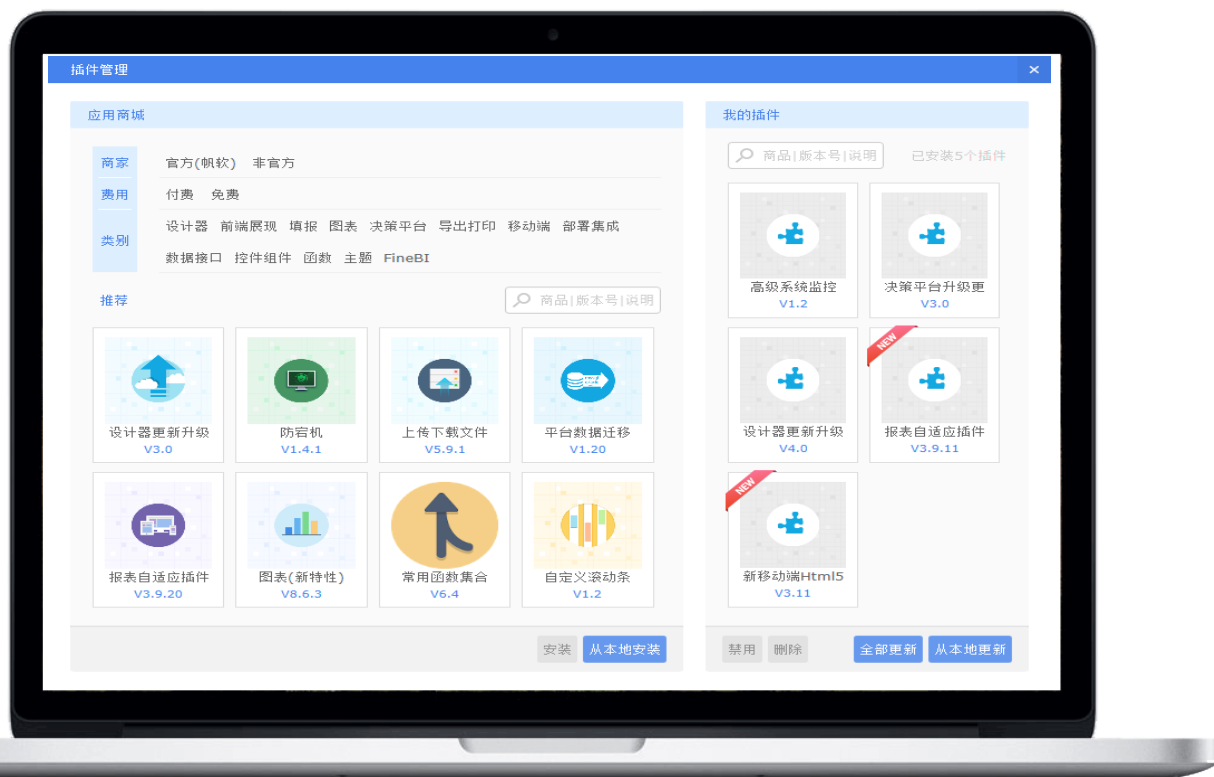 插件管理
×
应用商城
商家 官方(帆软) 非官方
费用 付费 免费
类别 设计器 前端展现 填报 图表 决策平台 导出打印 移动端 部署集成
数据接口 控件组件 函数 主题 FineBI
推荐 商品|版本号|说明
设计器更新升级 防宕机 上传下载文件 平台数据迁移
V3.0 V1.4.1 V5.9.1 V1.20
报表自适应插件 图表(新特性) 常用函数集合 自定义滚动条
V3.9.20 V8.6.3 V6.4 V1.2
安装 从本地安装
我的插件
商品|版本号|说明 已安装5个插件
高级系统监控 决策平台升级更
V1.2 V3.0
NEW
设计器更新升级 报表自适应插件
V4.0 V3.9.11
NEW
新移动端Html5
V3.11
禁用 删除 全部更新 从本地更新